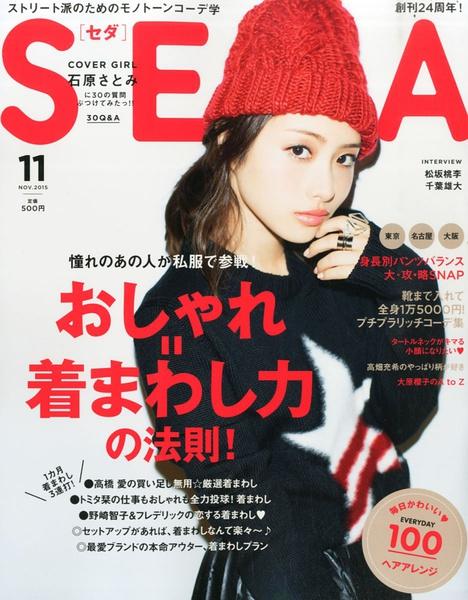 ストリート派のためのモノトーンコーデ学
創刊24周年!
SEDA
[セダ]
COVER GIRL
石原さとみ
に30の質問
ぶつけてみたっ!!
30Q&A
11
NOV.2015
定価
500円
INTERVIEW
松坂桃李
千葉雄大
東京 名古屋 大阪
身長別パンツバランス
大・攻・略SNAP
靴まで入れて
全身1万5000円!
プチプラリッチコーデ集
タートルネックがキマる
小顔になりたい♥
高畑充希のやっぱり柄が好き
大原櫻子のA to Z
憧れのあの人が私服で参戦!
おしゃれ
=
着まわし力
の法則!
1カ月
着まわし
3連打!
●高橋 愛の買い足し無用☆厳選着まわし
●トミタ栞の仕事もおしゃれも全力投球!着まわし
●野崎智子&フレデリックの恋する着まわし♥
◎セットアップがあれば、着まわしなんて楽々〜♪
◎最愛ブランドの本命アウター、着まわしプラン
毎日かわいい♥
EVERYDAY
100
ヘアアレンジ